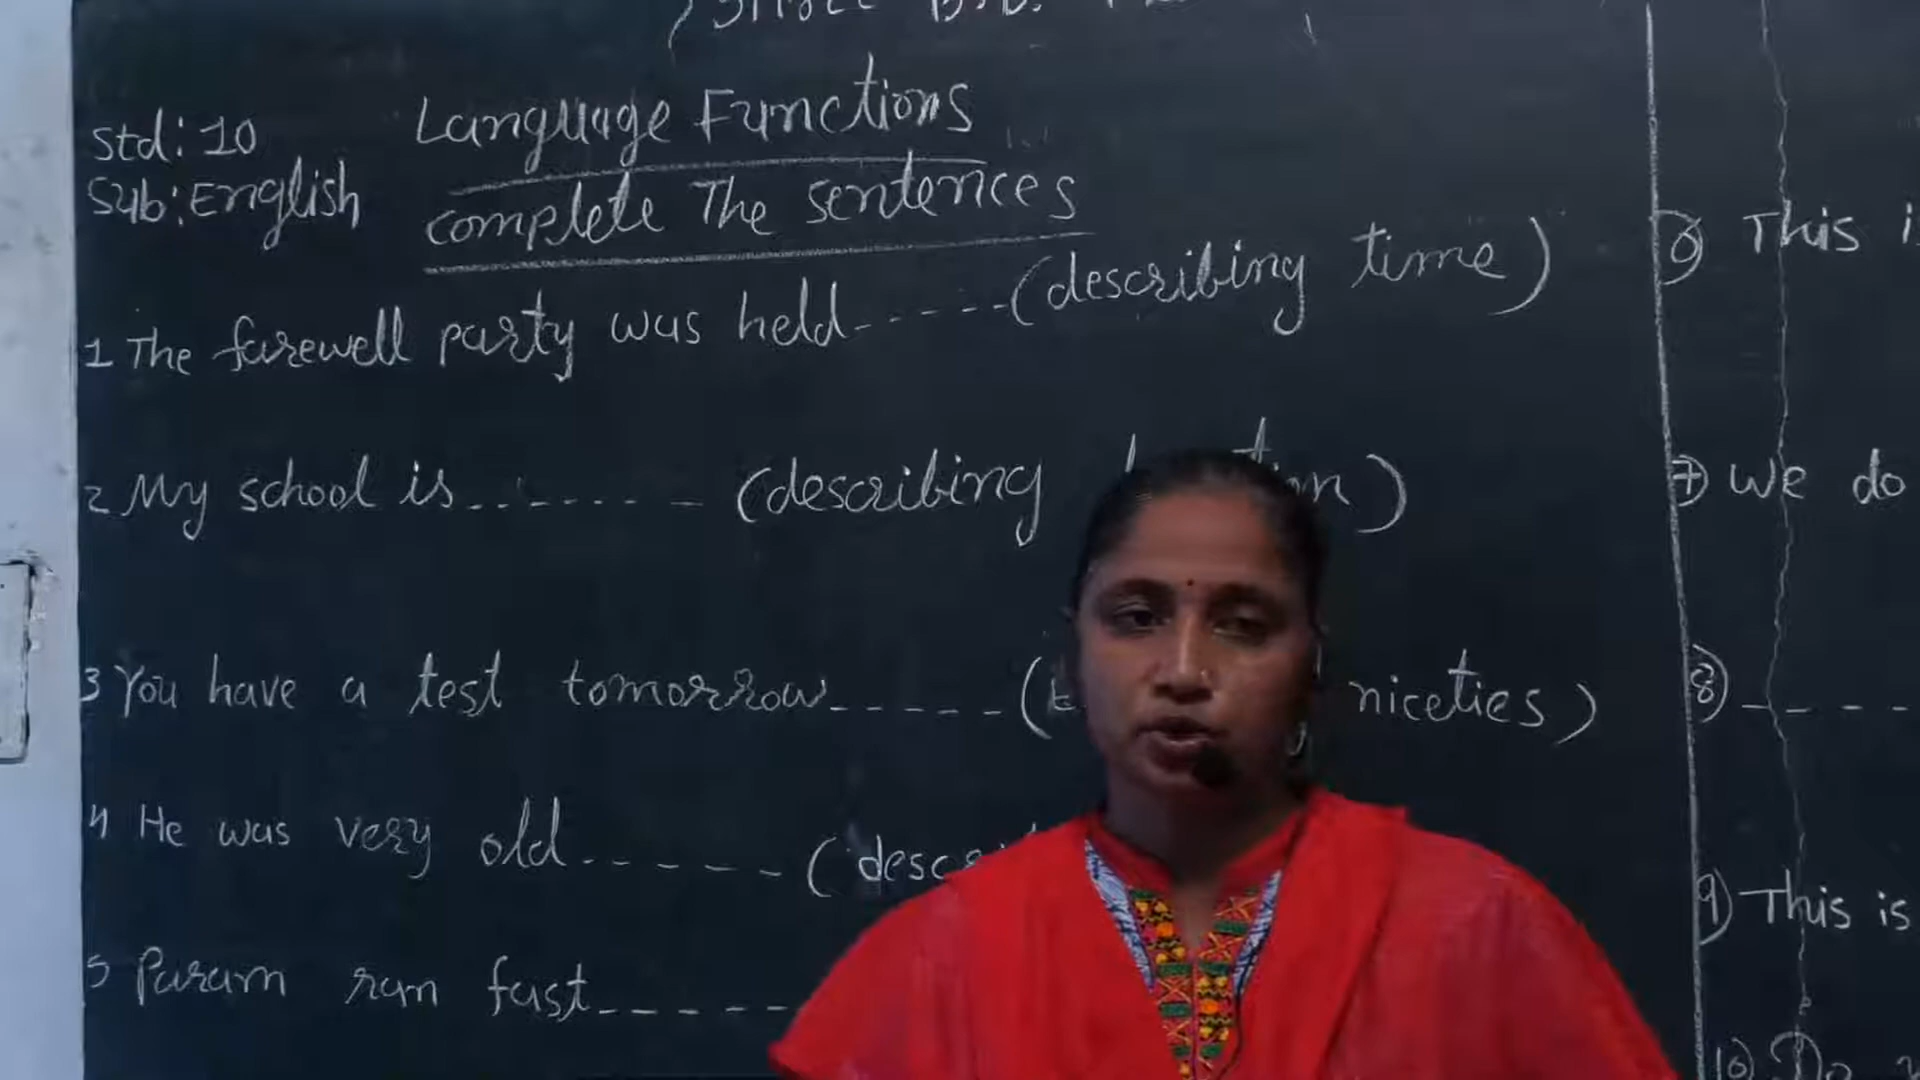 Std: 10
Sub: English
Language Functions
complete The sentences
1 The farewell party was held-----(describing time)
2 My school is------- (describing
3 You have a test tomorrow----- niceties)
4 He was very old------ (
5 Param ran fast-----
6) This
7) We do
8) ----
9) This is
10) Do